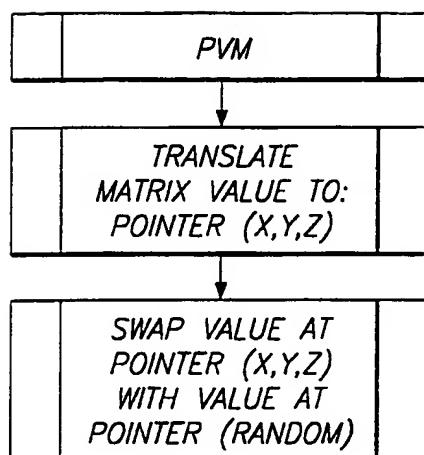 PVM
TRANSLATE
MATRIX VALUE TO:
POINTER (X,Y,Z)
SWAP VALUE AT
POINTER (X,Y,Z)
WITH VALUE AT
POINTER (RANDOM)